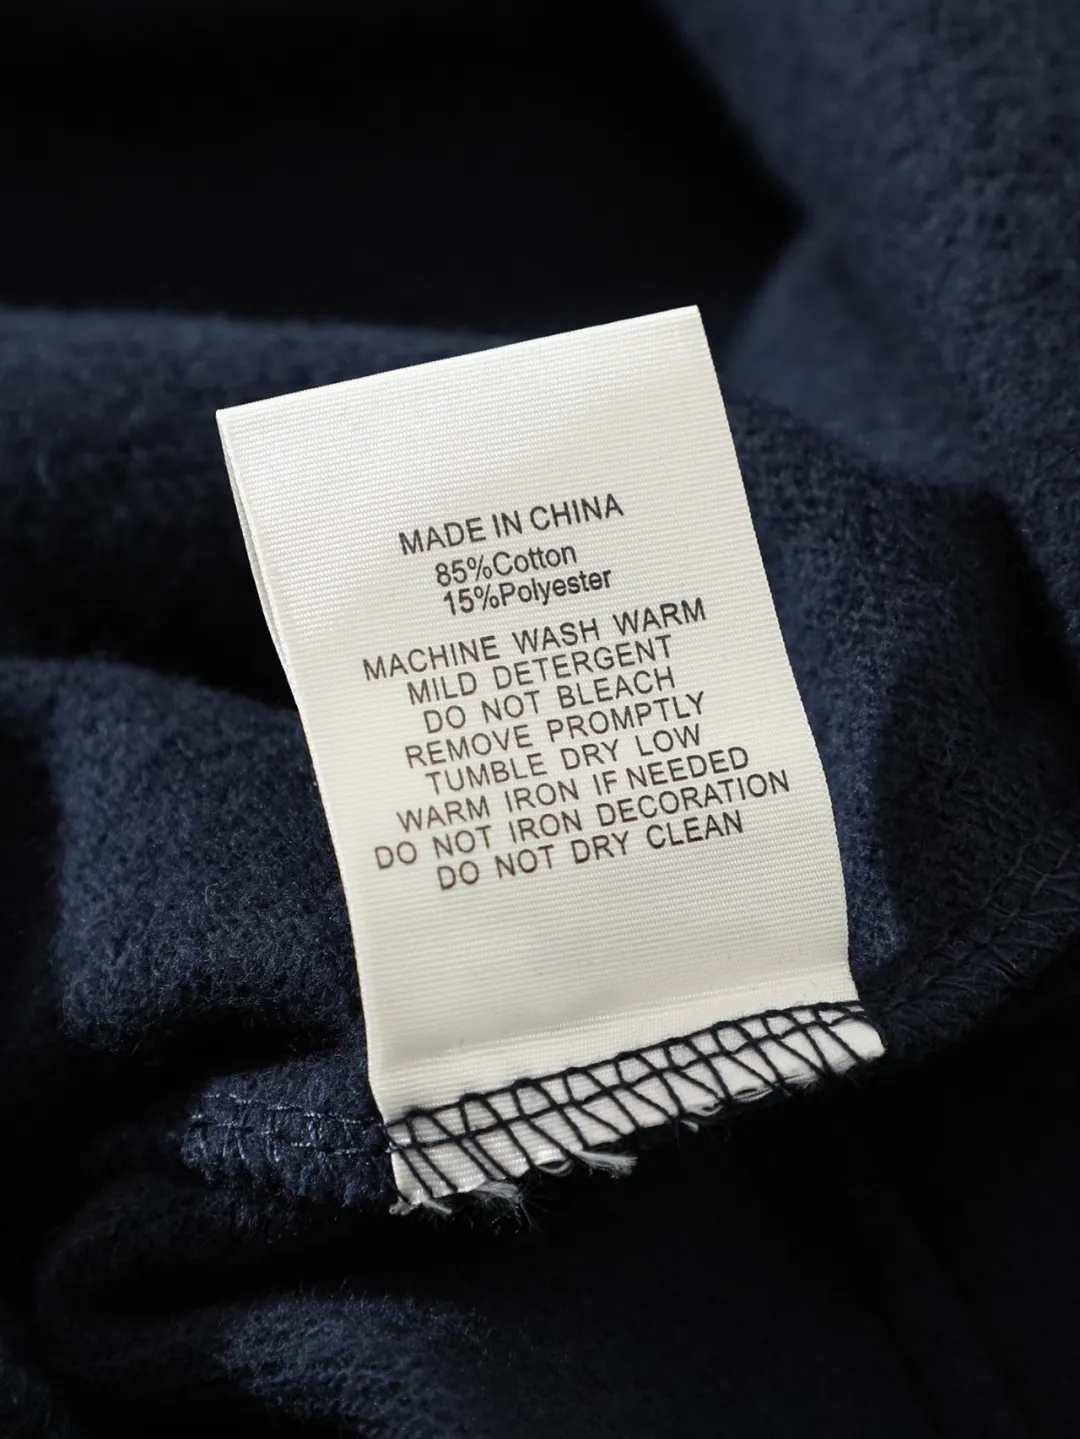 MADE IN CHINA
85%Cotton
15%Polyester
MACHINE WASH WARM
MILD DETERGENT
DO NOT BLEACH
REMOVE PROMPTLY
TUMBLE DRY LOW
WARM IRON IF NEEDED
DO NOT IRON DECORATION
DO NOT DRY CLEAN